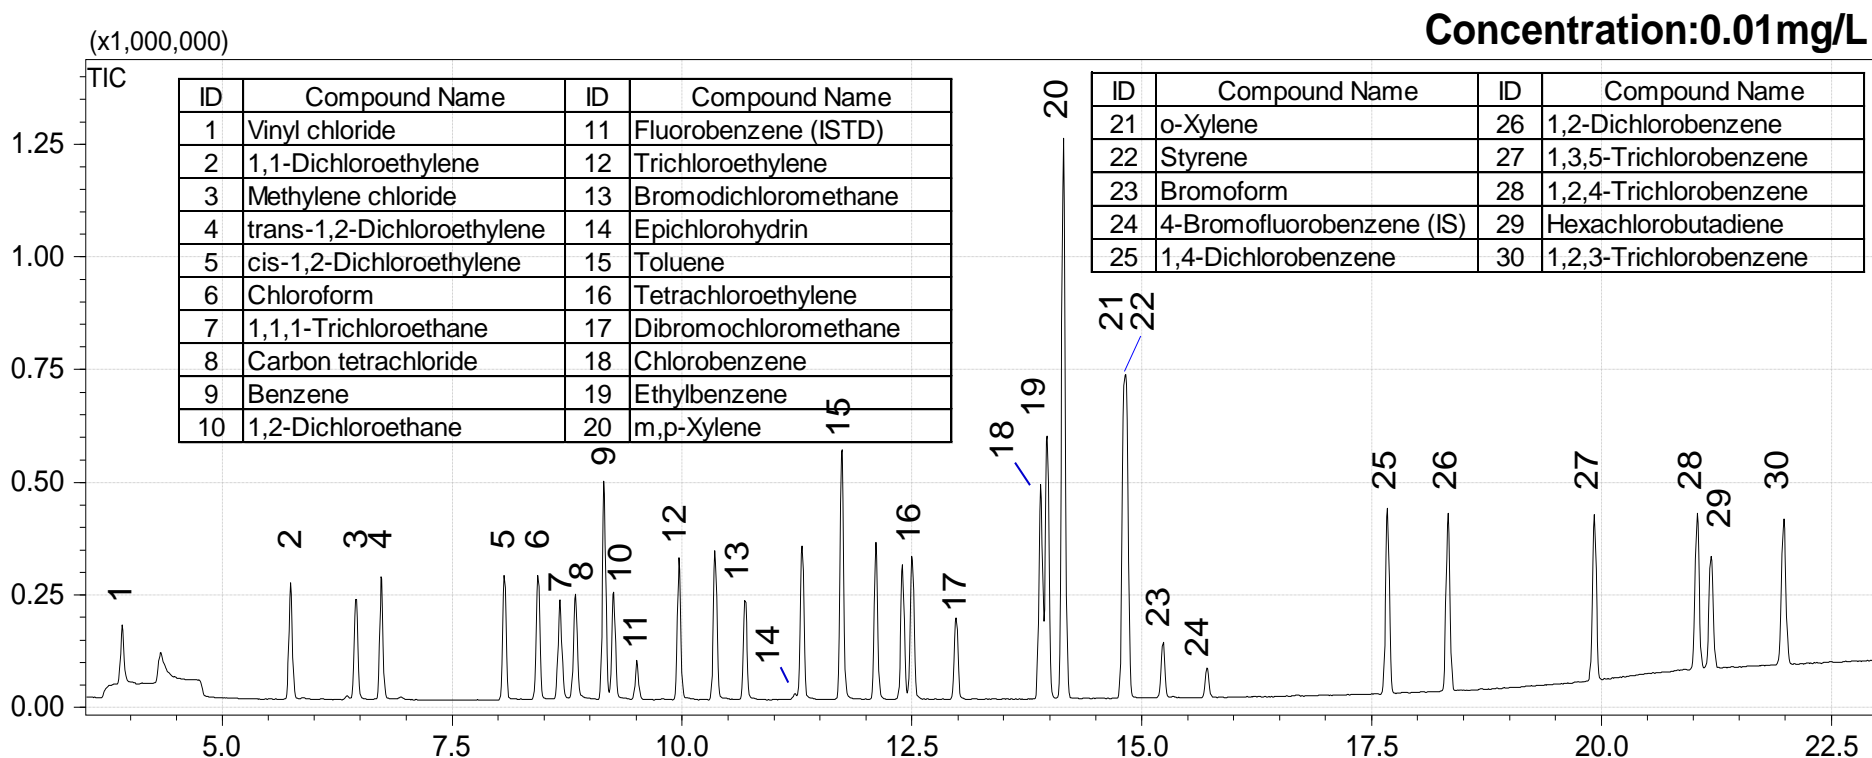 Concentration:0.01mg/L
(x1,000,000)
TIC
ID Compound Name ID Compound Name
1 Vinyl chloride 11 Fluorobenzene (ISTD)
2 1,1-Dichloroethylene 12 Trichloroethylene
3 Methylene chloride 13 Bromodichloromethane
4 trans-1,2-Dichloroethylene 14 Epichlorohydrin
5 cis-1,2-Dichloroethylene 15 Toluene
6 Chloroform 16 Tetrachloroethylene
7 1,1,1-Trichloroethane 17 Dibromochloromethane
8 Carbon tetrachloride 18 Chlorobenzene
9 Benzene 19 Ethylbenzene
10 1,2-Dichloroethane 20 m,p-Xylene
ID Compound Name ID Compound Name
21 o-Xylene 26 1,2-Dichlorobenzene
22 Styrene 27 1,3,5-Trichlorobenzene
23 Bromoform 28 1,2,4-Trichlorobenzene
24 4-Bromofluorobenzene (IS) 29 Hexachlorobutadiene
25 1,4-Dichlorobenzene 30 1,2,3-Trichlorobenzene
1.25
1.00
0.75
0.50
0.25
0.00
1
2
3
4
5
6
7
8
9
10
11
12
13
14
15
16
17
18
19
20
21
22
23
24
25
26
27
28
29
30
5.0 7.5 10.0 12.5 15.0 17.5 20.0 22.5